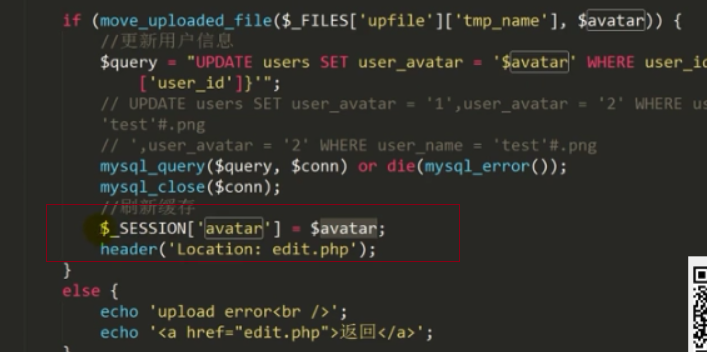 if (move_uploaded_file($_FILES['upfile']['tmp_name'], $avatar)) {
//更新用户信息
$query = "UPDATE users SET user_avatar = '$avatar' WHERE user_id
['user_id']}'";
// UPDATE users SET user_avatar = '1',user_avatar = '2' WHERE us
'test'#.png
// ',user_avatar = '2' WHERE user_name = 'test'#.png
mysql_query($query, $conn) or die(mysql_error());
mysql_close($conn);
//刷新缓存
$_SESSION['avatar'] = $avatar;
header('Location: edit.php');
}
else {
echo 'upload error<br />';
echo '<a href="edit.php">返回</a>';
}